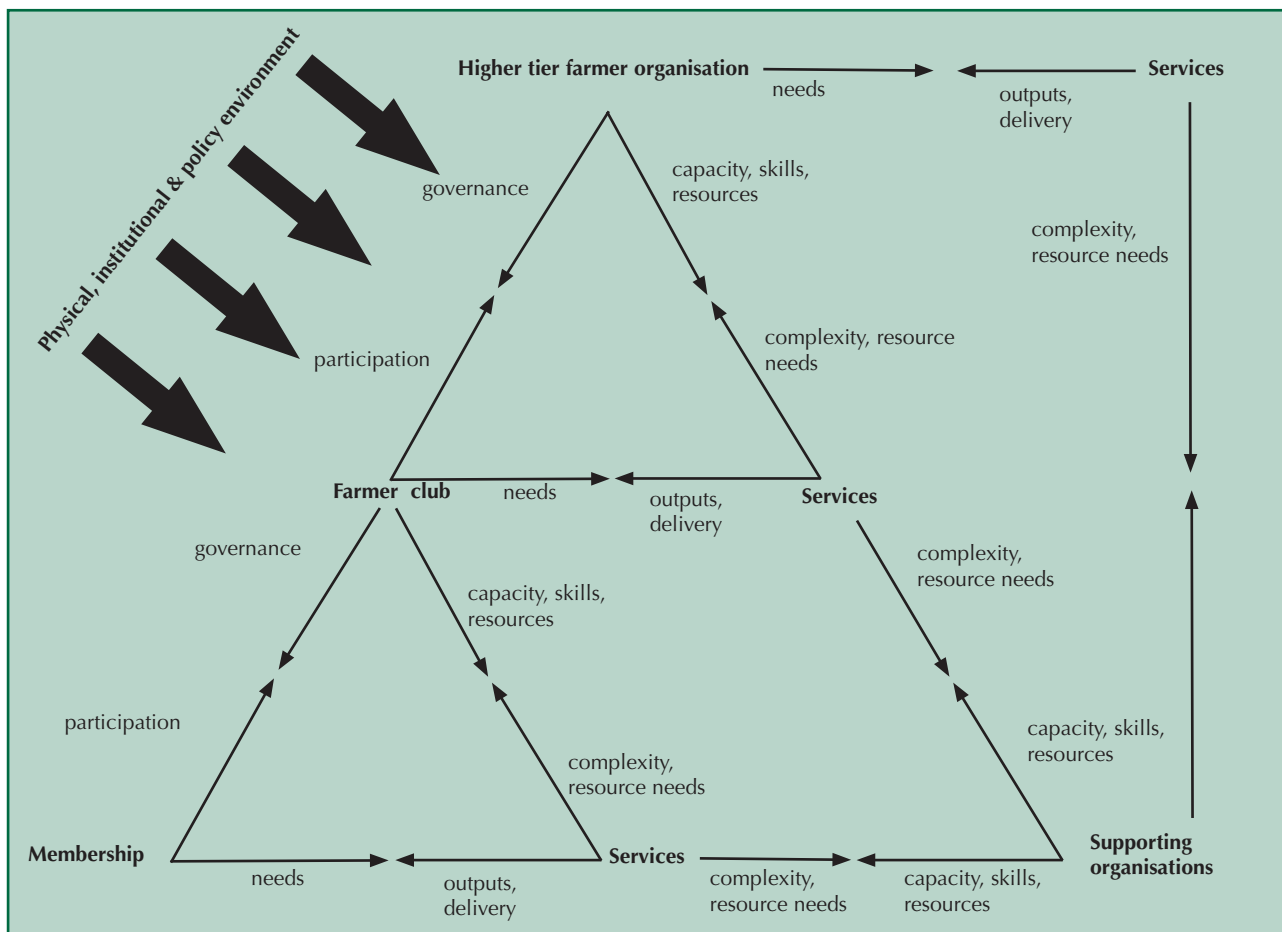 Physical, institutional & policy environment
Higher tier farmer organisation
needs
outputs,
delivery
Services
governance
capacity, skills,
resources
complexity,
resource needs
participation
complexity, resource
needs
Farmer club
needs
outputs,
delivery
Services
governance
capacity, skills,
resources
complexity,
resource needs
participation
complexity,
resource needs
capacity, skills,
resources
Membership
needs
outputs,
delivery
Services
complexity,
resource needs
capacity, skills,
resources
Supporting
organisations